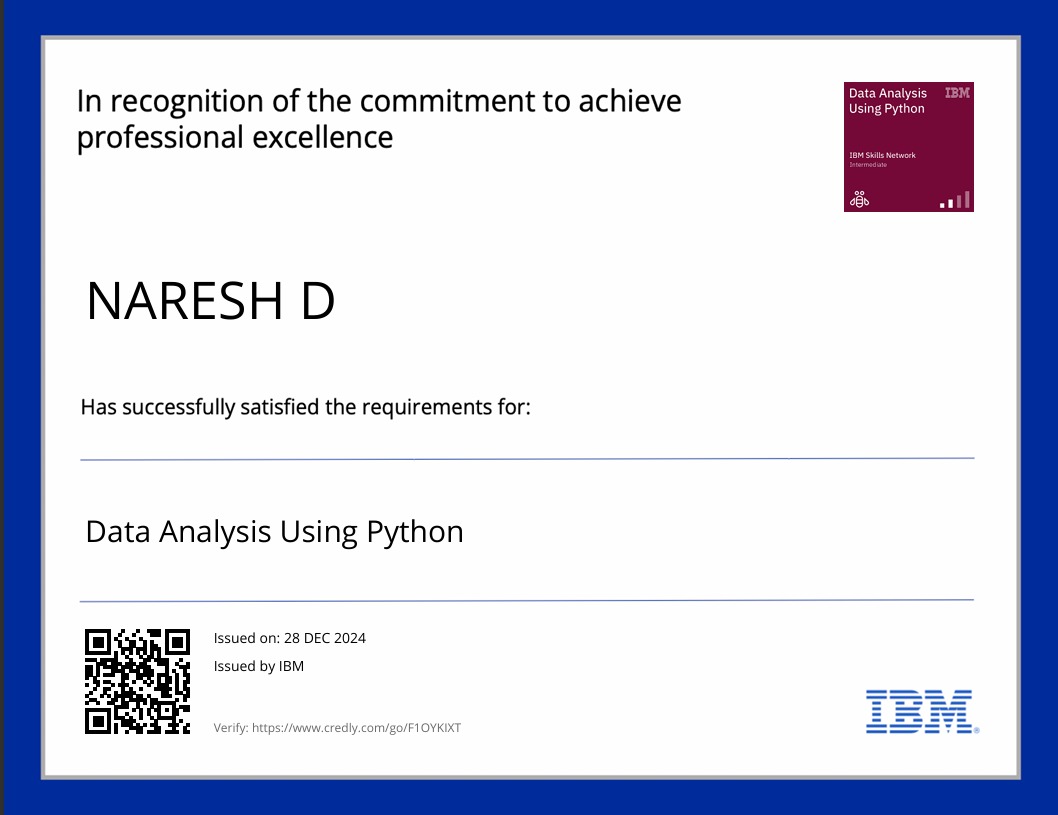 In recognition of the commitment to achieve
professional excellence
Data Analysis
Using Python
IBM
IBM Skills Network
Intermediate
NARESH D
Has successfully satisfied the requirements for:
Data Analysis Using Python
Issued on: 28 DEC 2024
Issued by IBM
Verify: https://www.credly.com/go/F1OYKIXT
IBM®